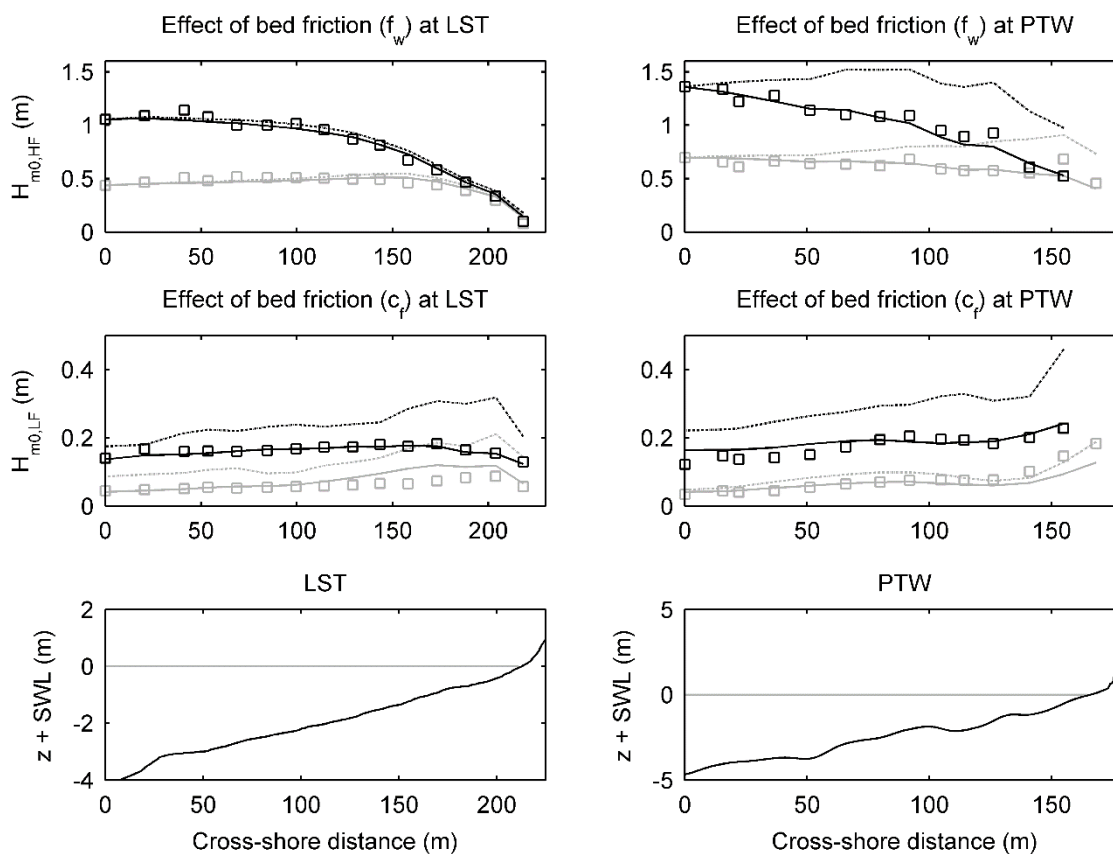 Effect of bed friction (f_w) at LST
Effect of bed friction (f_w) at PTW
H_m0,HF (m)
1.5
1
0.5
0
0 50 100 150 200
1.5
1
0.5
0
0 50 100 150
Effect of bed friction (c_f) at LST
Effect of bed friction (c_f) at PTW
H_m0,LF (m)
0.4
0.2
0
0 50 100 150 200
0.4
0.2
0
0 50 100 150
LST
PTW
z + SWL (m)
2
0
-2
-4
0 50 100 150 200
Cross-shore distance (m)
z + SWL (m)
5
0
-5
0 50 100 150
Cross-shore distance (m)